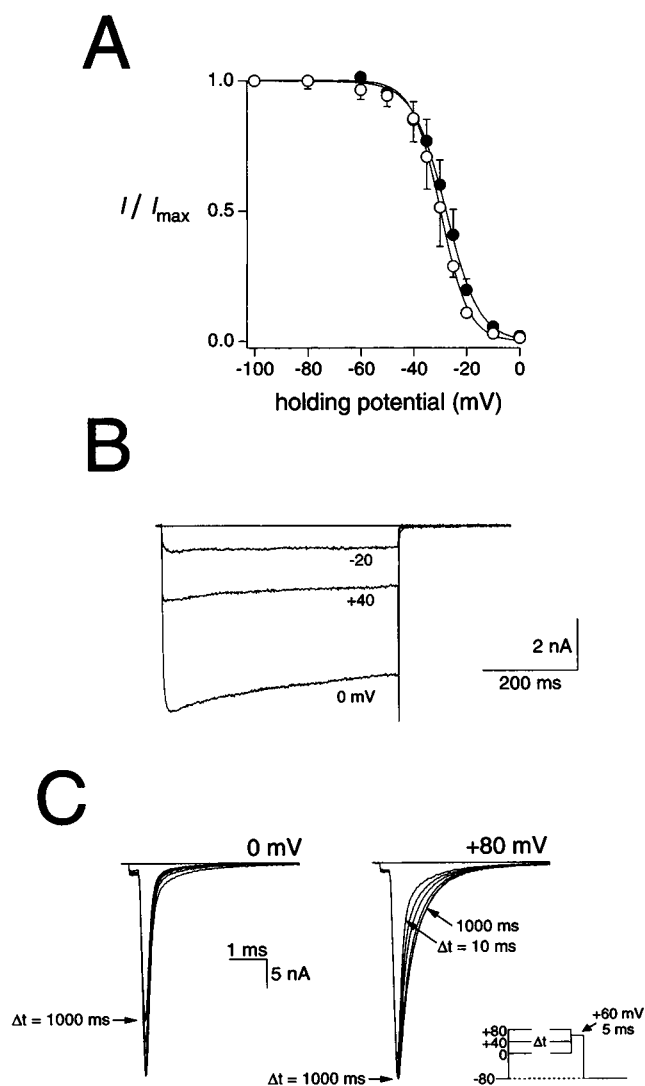 A
1.0
I / Imax
0.5
0.0
-100 -80 -60 -40 -20 0
holding potential (mV)
B
-20
+40
0 mV
2 nA
200 ms
C
0 mV
+80 mV
1000 ms
Δt = 10 ms
1 ms
5 nA
Δt = 1000 ms
Δt = 1000 ms
+60 mV
5 ms
+80
+40
Δt
0
-80